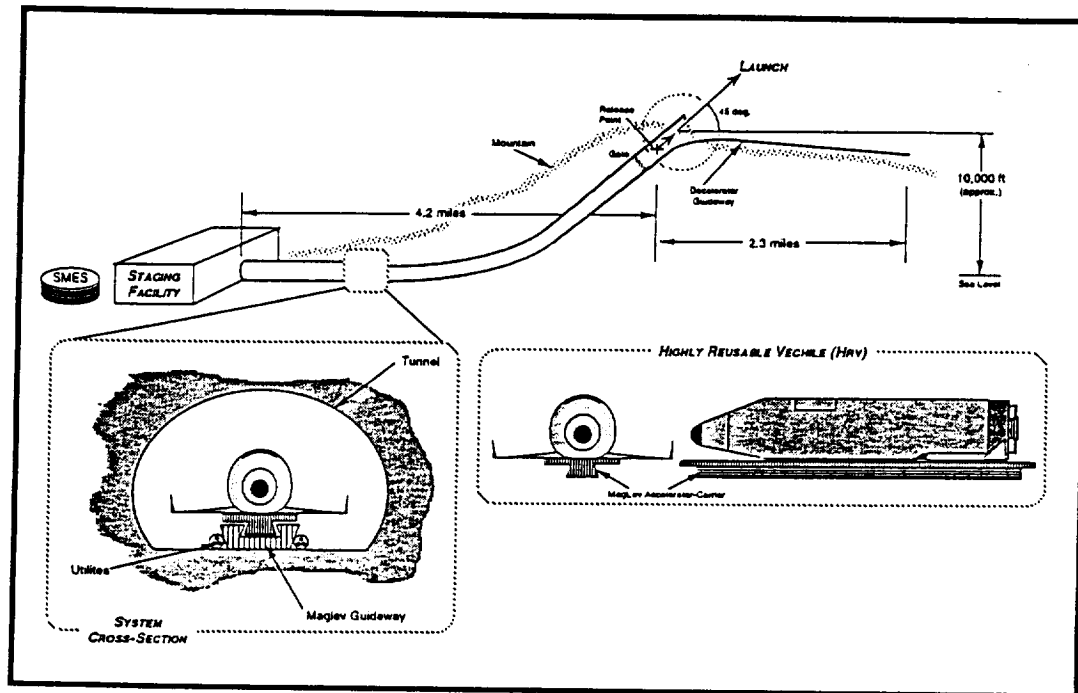 LAUNCH
Release
Point
45 deg.
Gate
Mountain
Decelerator
Guideway
10,000 ft
(approx.)
4.2 miles
2.3 miles
Sea Level
SMES
STAGING
FACILITY
Tunnel
Utilites
Maglev Guideway
SYSTEM
CROSS-SECTION
HIGHLY REUSABLE VECHILE (HRV)
MagLev Accelerator-Carrier